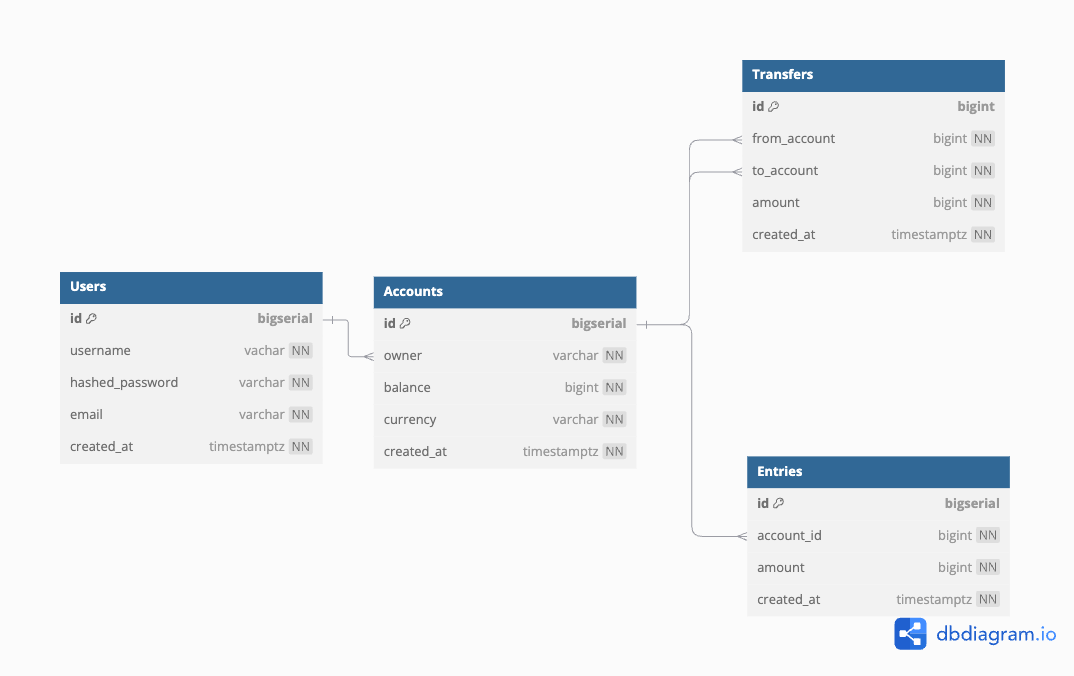 Transfers
id bigint
from_account bigint NN
to_account bigint NN
amount bigint NN
created_at timestamptz NN
Users
id bigserial
username vachar NN
hashed_password varchar NN
email varchar NN
created_at timestamptz NN
Accounts
id bigserial
owner varchar NN
balance bigint NN
currency varchar NN
created_at timestamptz NN
Entries
id bigserial
account_id bigint NN
amount bigint NN
created_at timestamptz NN
dbdiagram.io